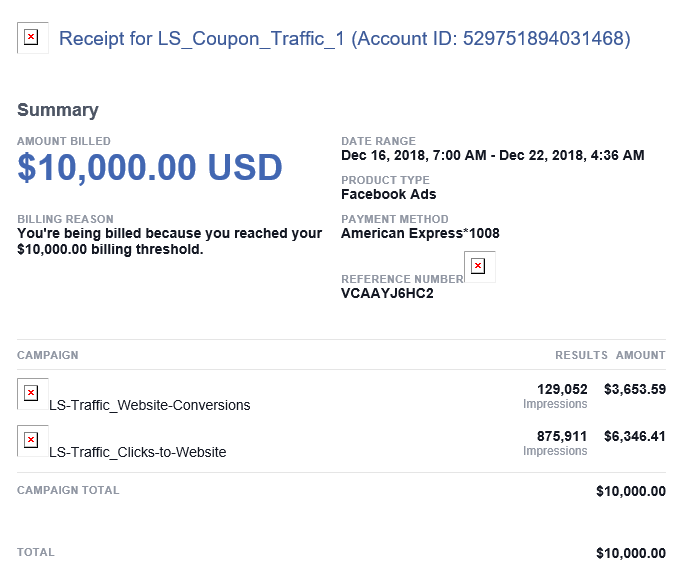 Receipt for LS_Coupon_Traffic_1 (Account ID: 529751894031468)
Summary
AMOUNT BILLED
$10,000.00 USD
BILLING REASON
You're being billed because you reached your
$10,000.00 billing threshold.
DATE RANGE
Dec 16, 2018, 7:00 AM - Dec 22, 2018, 4:36 AM
PRODUCT TYPE
Facebook Ads
PAYMENT METHOD
American Express*1008
REFERENCE NUMBER
VCAAYJ6HC2
CAMPAIGN RESULTS AMOUNT
LS-Traffic_Website-Conversions 129,052 $3,653.59
Impressions
LS-Traffic_Clicks-to-Website 875,911 $6,346.41
Impressions
CAMPAIGN TOTAL $10,000.00
TOTAL $10,000.00